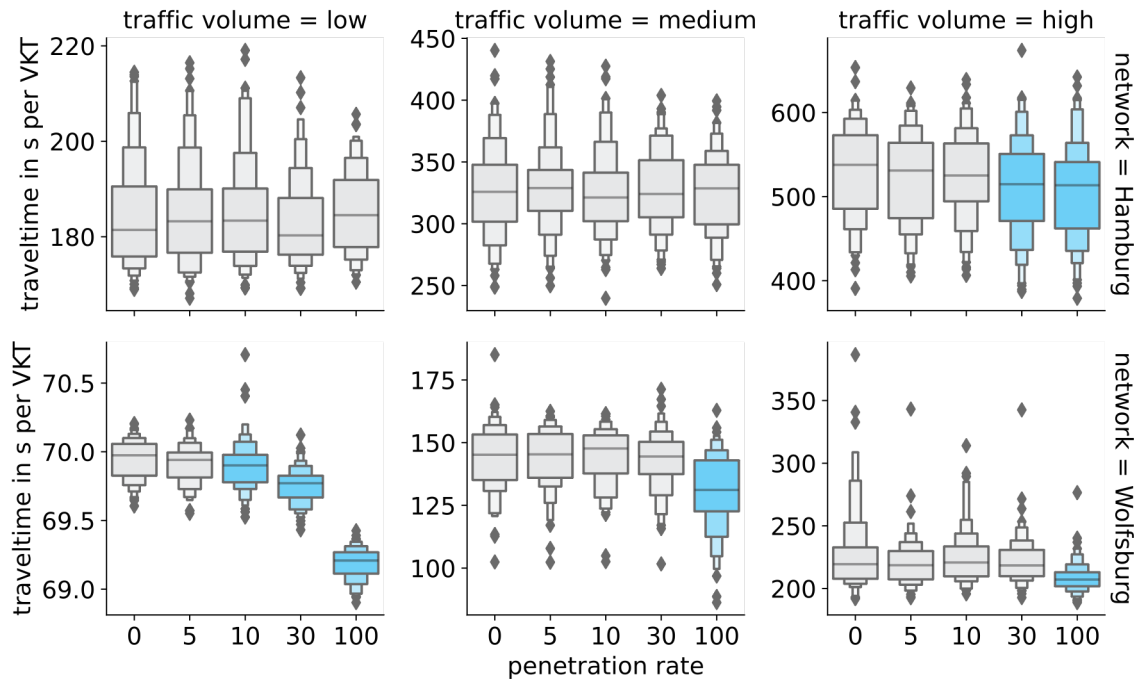 traffic volume = low
traffic volume = medium
traffic volume = high
traveltime in s per VKT
220
200
180
450
400
350
300
250
600
500
400
network = Hamburg
traveltime in s per VKT
70.5
70.0
69.5
69.0
175
150
125
100
350
300
250
200
network = Wolfsburg
0 5 10 30 100
0 5 10 30 100
0 5 10 30 100
penetration rate